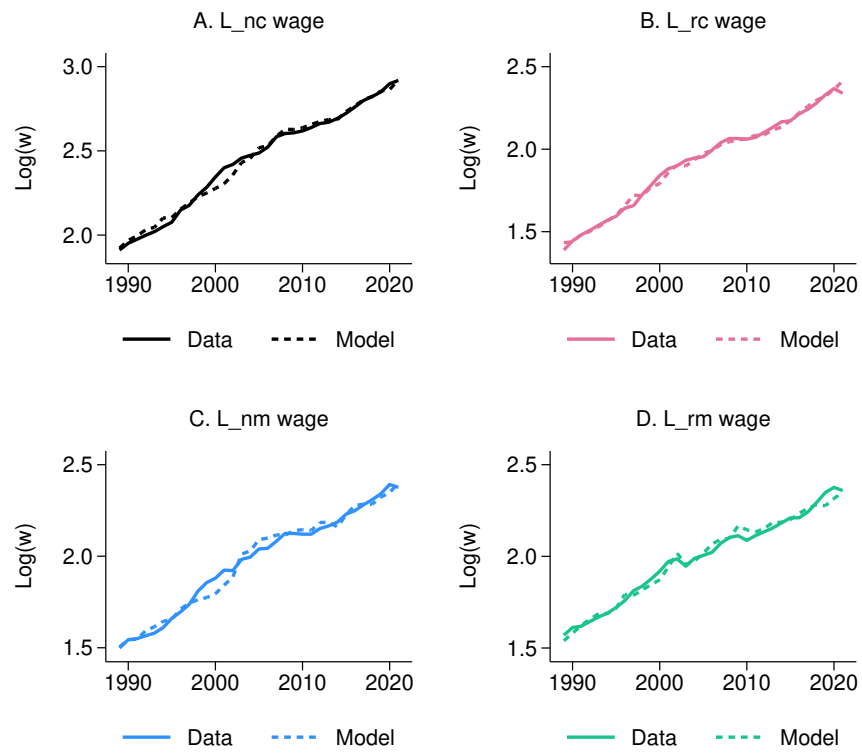 A. L_nc wage
Log(w)
3.0
2.5
2.0
1990 2000 2010 2020
Data Model
B. L_rc wage
Log(w)
2.5
2.0
1.5
1990 2000 2010 2020
Data Model
C. L_nm wage
Log(w)
2.5
2.0
1.5
1990 2000 2010 2020
Data Model
D. L_rm wage
Log(w)
2.5
2.0
1.5
1990 2000 2010 2020
Data Model